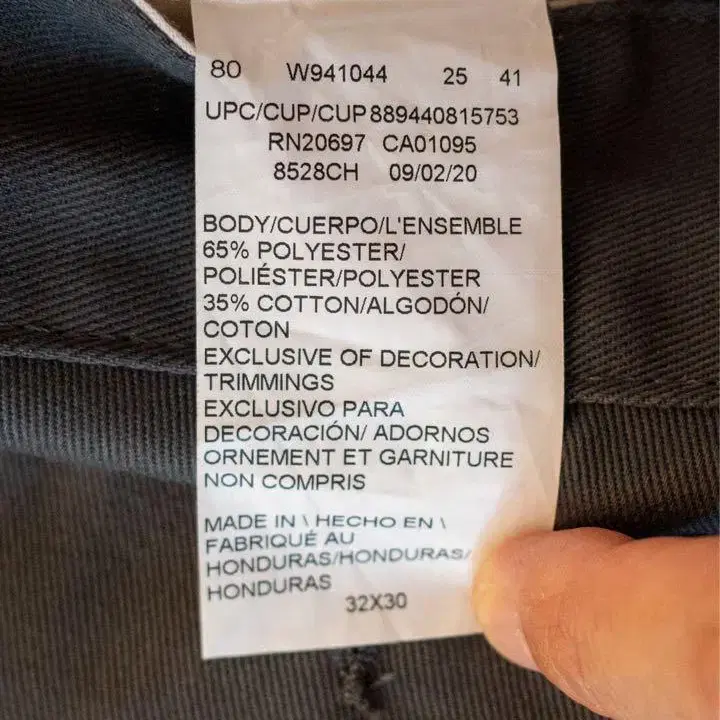 80 W941044 25 41
UPC/CUP/CUP889440815753
RN20697 CA01095
8528CH 09/02/20
BODY/CUERPO/L'ENSEMBLE
65% POLYESTER/
POLIÉSTER/POLYESTER
35% COTTON/ALGODÓN/
COTON
EXCLUSIVE OF DECORATION/
TRIMMINGS
EXCLUSIVO PARA
DECORACIÓN/ ADORNOS
ORNEMENT ET GARNITURE
NON COMPRIS
MADE IN \ HECHO EN \
FABRIQUÉ AU
HONDURAS/HONDURAS/
HONDURAS
32X30